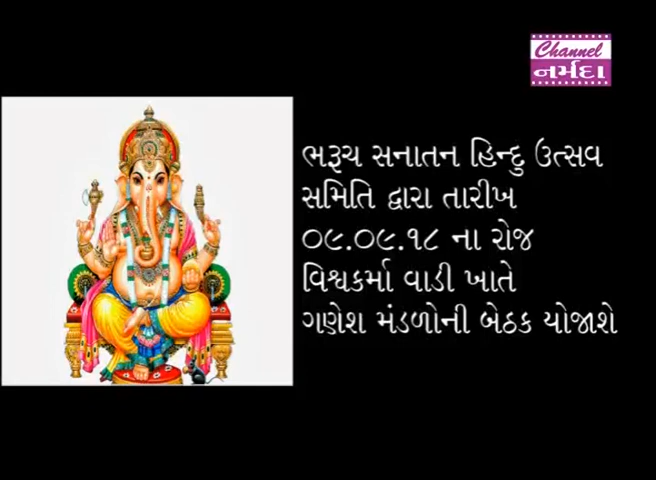 Channel
નર્મદા
ભરૂચ સનાતન હિન્દુ ઉત્સવ
સમિતિ દ્વારા તારીખ
૦૯.૦૯.૧૮ ના રોજ
વિશ્વકર્મા વાડી ખાતે
ગણેશ મંડળોની બેઠક યોજાશે